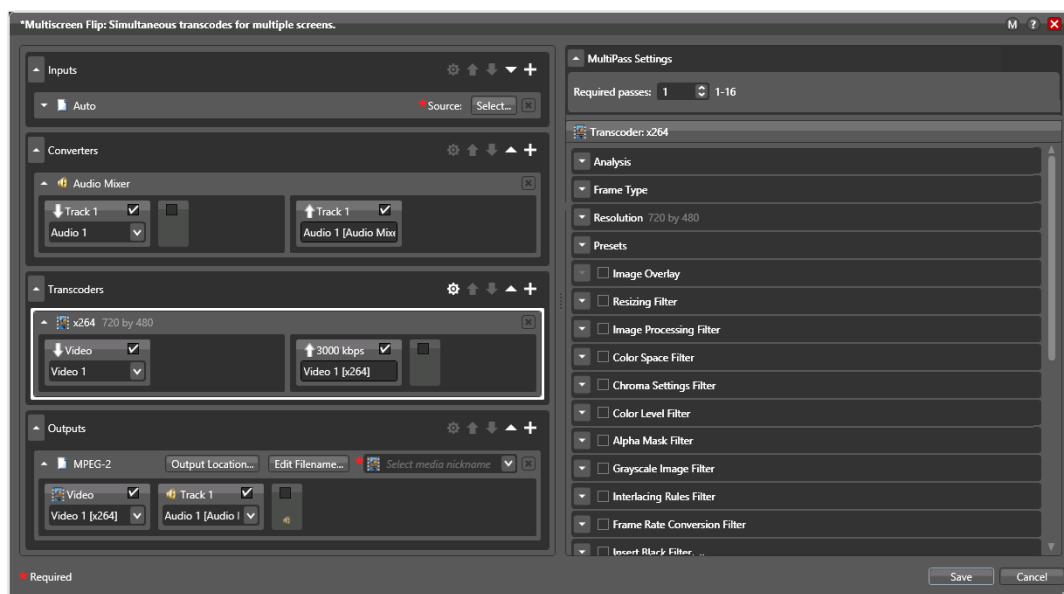 *Multiscreen Flip: Simultaneous transcodes for multiple screens.
M ?
Inputs
Auto
*Source: Select...
Converters
Audio Mixer
Track 1
Track 1
Audio 1
Audio 1 [Audio Mixe
Transcoders
x264 720 by 480
Video
3000 kbps
Video 1
Video 1 [x264]
Outputs
MPEG-2 Output Location... Edit Filename... * Select media nickname
Video
Track 1
Video 1 [x264]
Audio 1 [Audio I
* Required
MultiPass Settings
Required passes: 1 1-16
Transcoder: x264
Analysis
Frame Type
Resolution 720 by 480
Presets
Image Overlay
Resizing Filter
Image Processing Filter
Color Space Filter
Chroma Settings Filter
Color Level Filter
Alpha Mask Filter
Grayscale Image Filter
Interlacing Rules Filter
Frame Rate Conversion Filter
Insert Black Filter
Save Cancel